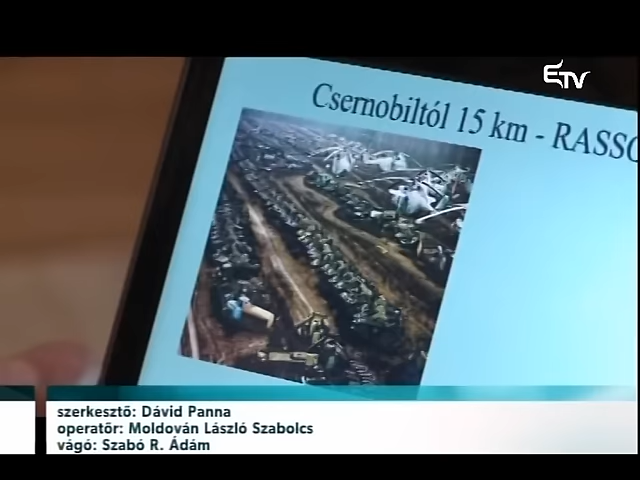 ETV
Csernobiltól 15 km - RASSO
szerkesztő: Dávid Panna
operatőr: Moldován László Szabolcs
vágó: Szabó R. Ádám